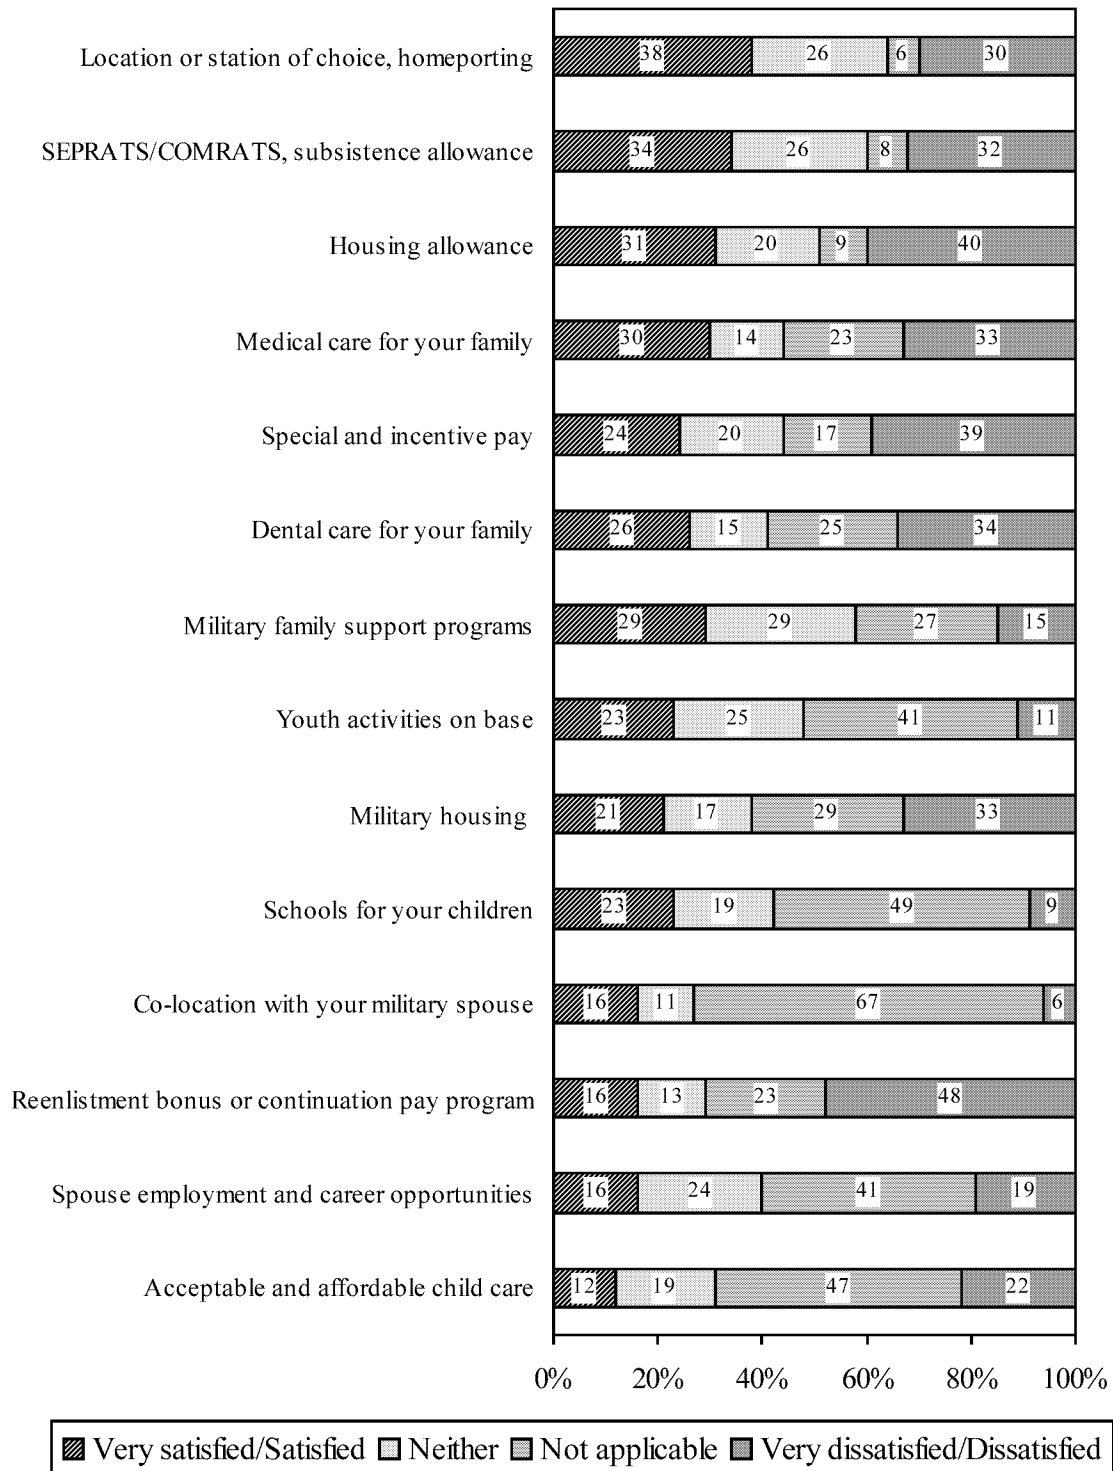 Location or station of choice, homeporting 38 26 6 30
SEPRATS/COMRATS, subsistence allowance 34 26 8 32
Housing allowance 31 20 9 40
Medical care for your family 30 14 23 33
Special and incentive pay 24 20 17 39
Dental care for your family 26 15 25 34
Military family support programs 29 29 27 15
Youth activities on base 23 25 41 11
Military housing 21 17 29 33
Schools for your children 23 19 49 9
Co-location with your military spouse 16 11 67 6
Reenlistment bonus or continuation pay program 16 13 23 48
Spouse employment and career opportunities 16 24 41 19
Acceptable and affordable child care 12 19 47 22
0% 20% 40% 60% 80% 100%
Very satisfied/Satisfied Neither Not applicable Very dissatisfied/Dissatisfied